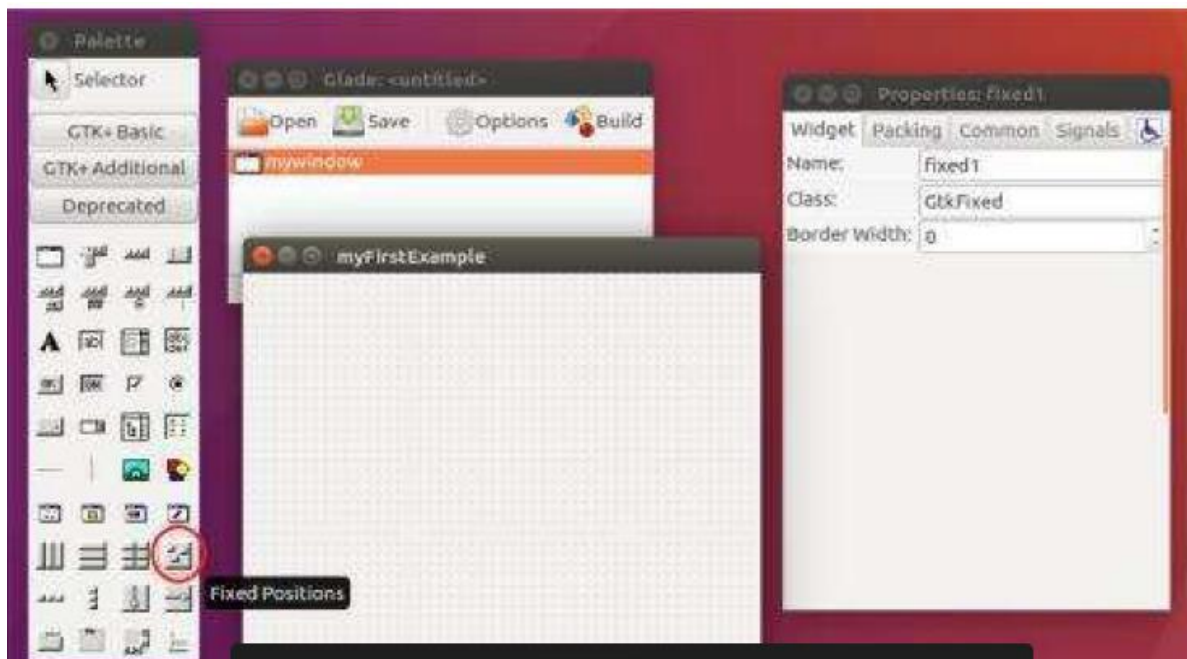 Palette
Selector
GTK+ Basic
GTK+ Additional
Deprecated
Glade: <untitled>
Open Save Options Build
mywindow
myFirstExample
Fixed Positions
Properties: fixed1
Widget Packing Common Signals
Name: fixed1
Class: GtkFixed
Border Width: 0